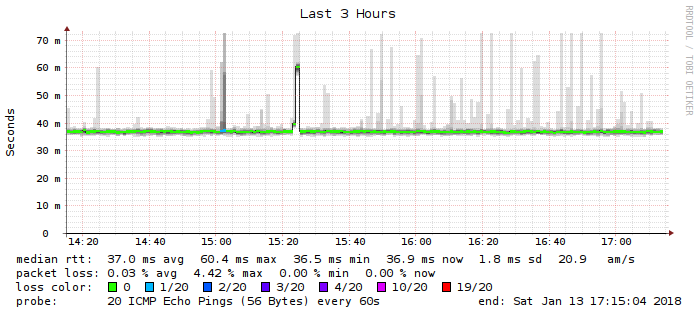 Last 3 Hours
RRDTOOL / TOBI OETIKER
Seconds
70 m
60 m
50 m
40 m
30 m
20 m
10 m
0
14:20 14:40 15:00 15:20 15:40 16:00 16:20 16:40 17:00
median rtt: 37.0 ms avg 60.4 ms max 36.5 ms min 36.9 ms now 1.8 ms sd 20.9 am/s
packet loss: 0.03 % avg 4.42 % max 0.00 % min 0.00 % now
loss color: 0 1/20 2/20 3/20 4/20 10/20 19/20
probe: 20 ICMP Echo Pings (56 Bytes) every 60s end: Sat Jan 13 17:15:04 2018